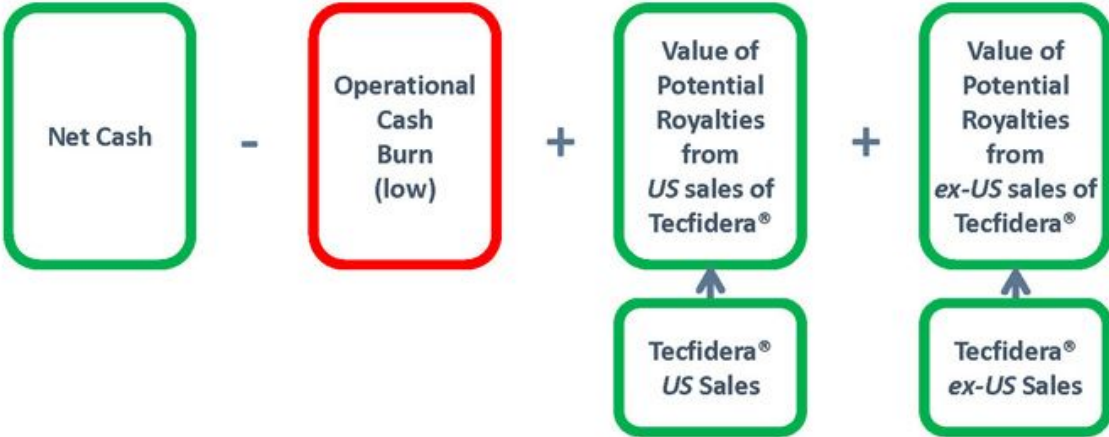 Net Cash
-
Operational
Cash
Burn
(low)
+
Value of
Potential
Royalties
from
US sales of
Tecfidera®
+
Value of
Potential
Royalties
from
ex-US sales of
Tecfidera®
Tecfidera®
US Sales
Tecfidera®
ex-US Sales